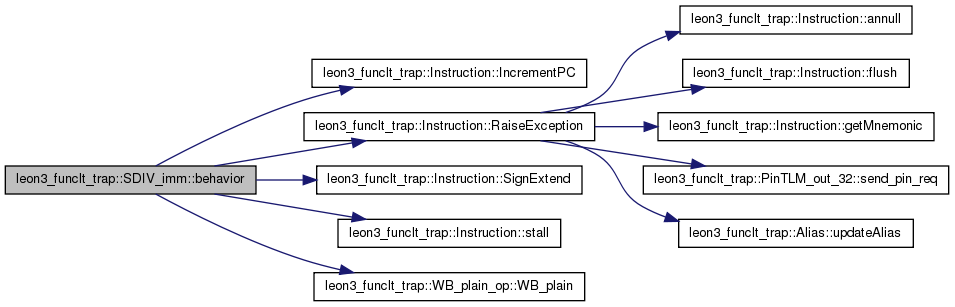 leon3_funclt_trap::Instruction::annull
leon3_funclt_trap::Instruction::IncrementPC
leon3_funclt_trap::Instruction::flush
leon3_funclt_trap::Instruction::RaiseException
leon3_funclt_trap::Instruction::getMnemonic
leon3_funclt_trap::SDIV_imm::behavior
leon3_funclt_trap::Instruction::SignExtend
leon3_funclt_trap::PinTLM_out_32::send_pin_req
leon3_funclt_trap::Instruction::stall
leon3_funclt_trap::Alias::updateAlias
leon3_funclt_trap::WB_plain_op::WB_plain